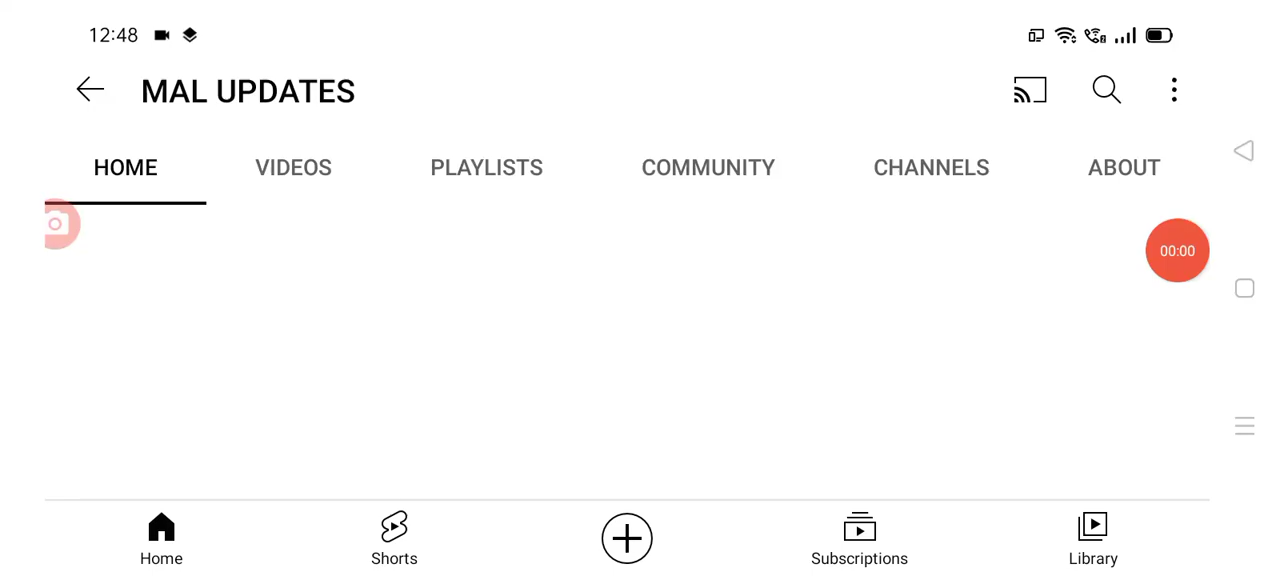 12:48
MAL UPDATES
HOME VIDEOS PLAYLISTS COMMUNITY CHANNELS ABOUT
00:00
Home Shorts Subscriptions Library